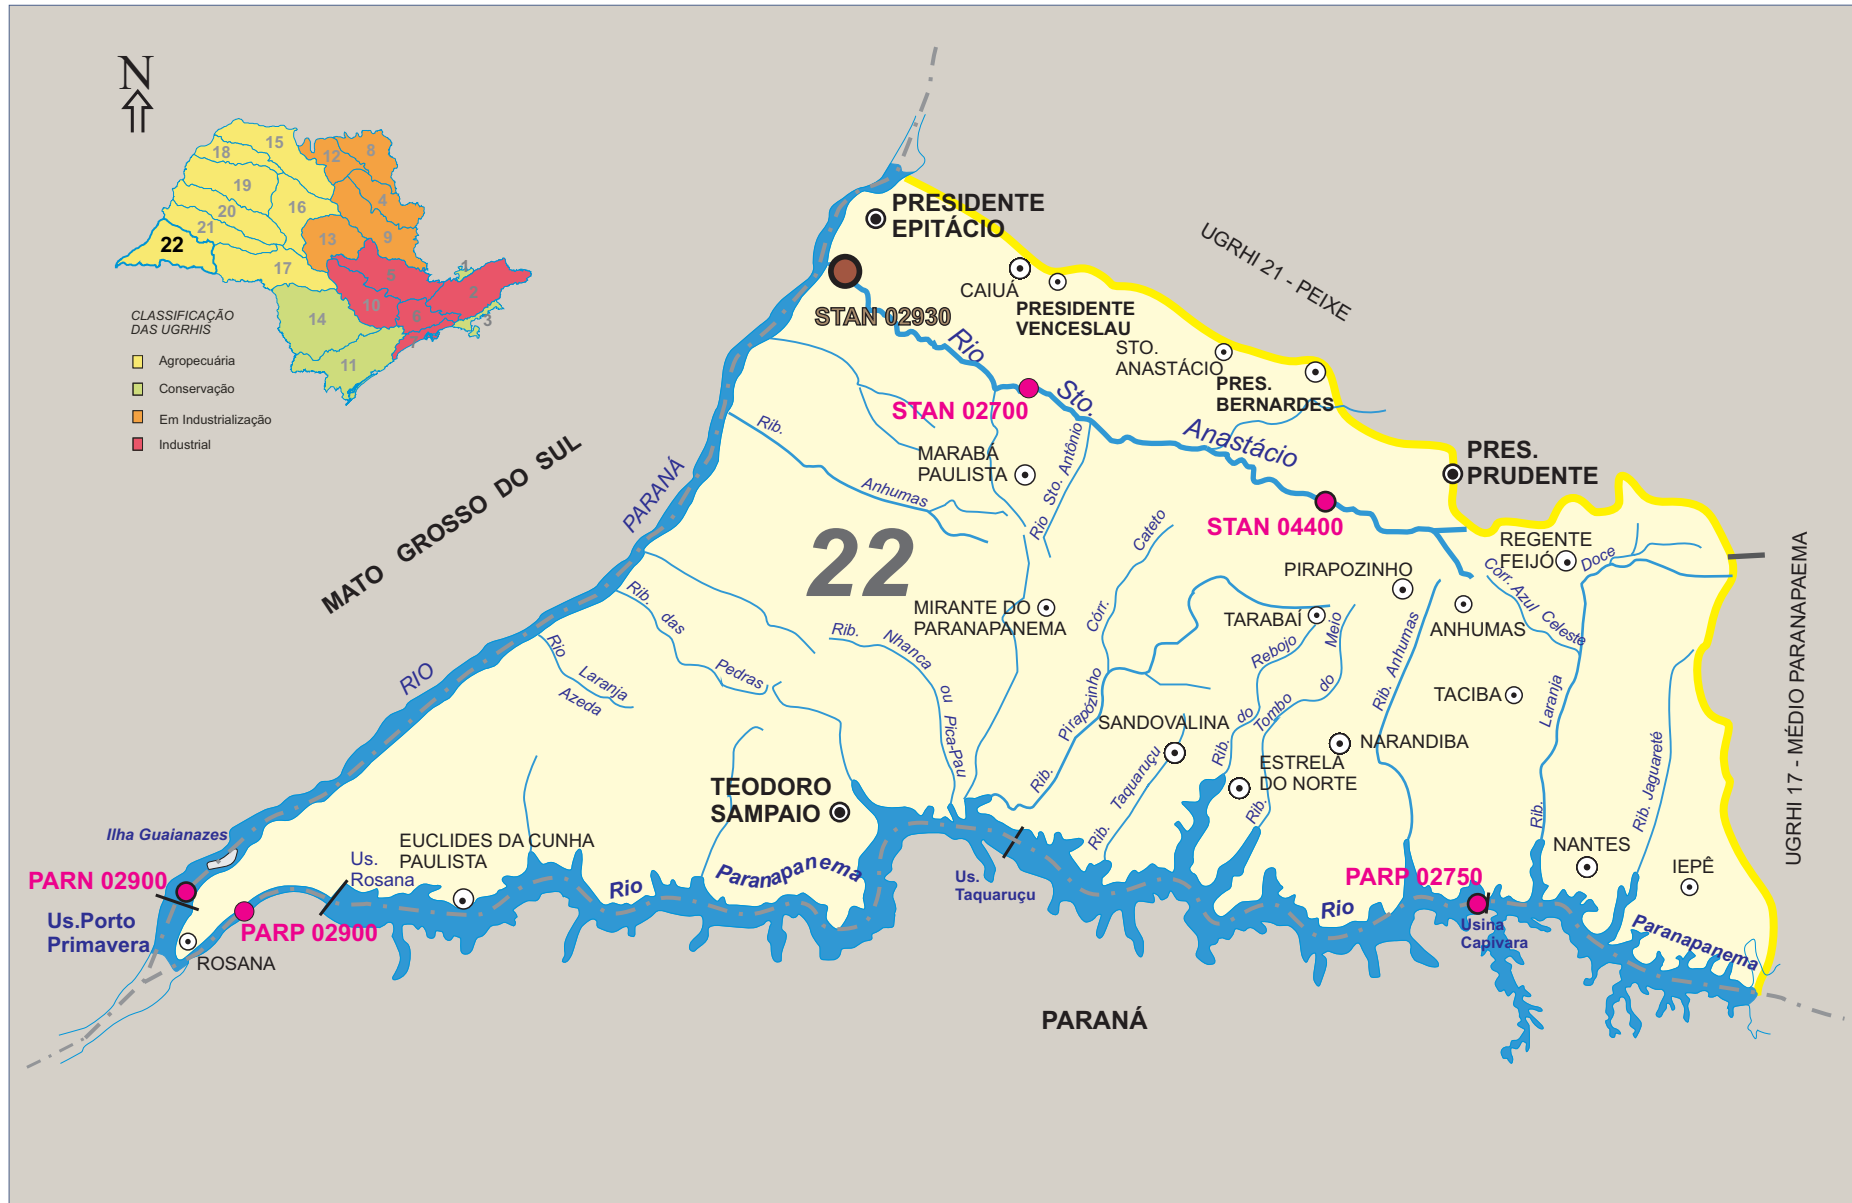 N
15
18
12
8
19
4
16
20
21
13
9
22
17
5
1
2
10
6
3
14
11
CLASSIFICAÇÃO
DAS UGRHIS
Agropecuária
Conservação
Em Industrialização
Industrial
PRESIDENTE
EPITÁCIO
UGRHI 21 - PEIXE
CAIUÁ
PRESIDENTE
VENCESLAU
STAN 02930
STO.
ANASTÁCIO
PRES.
BERNARDES
Rio
Sto.
Anastácio
STAN 02700
Rib.
Anhumas
MARABÁ
PAULISTA
Rio Sto. Antônio
PRES.
PRUDENTE
STAN 04400
MATO GROSSO DO SUL
RIO
PARANÁ
22
Córr.
Cateto
REGENTE
FEIJÓ
Doce
Corr. Azul
Celeste
PIRAPOZINHO
ANHUMAS
UGRHI 17 - MÉDIO PARANAPAEMA
MIRANTE DO
PARANAPANEMA
TARABAÍ
Rib. das
Pedras
Rio
Laranja
Azeda
Rib.
Nhanca
ou Pica-Pau
Rib.
Pirapózinho
Rib. do
Rebojo
Rib.
Tombo do
Meio
Rib. Anhumas
TACIBA
Rib.
Laranja
Rib. Jaguareté
SANDOVALINA
Rib.
Taquaruçu
NARANDIBA
ESTRELA
DO NORTE
TEODORO
SAMPAIO
Ilha Guaianazes
EUCLIDES DA CUNHA
PAULISTA
Us.
Rosana
PARN 02900
Us.Porto
Primavera
PARP 02900
ROSANA
Rio
Paranapanema
Us.
Taquaruçu
PARP 02750
Rio
Usina
Capivara
NANTES
IEPÊ
Paranapanema
PARANÁ